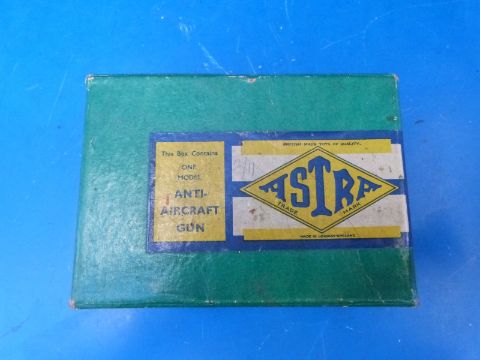 This Box Contains
ONE
MODEL
ANTI-
AIRCRAFT
GUN
BRITISH MADE TOYS OF QUALITY.
ASTRA
TRADE MARK
MADE IN LONDON ENGLAND